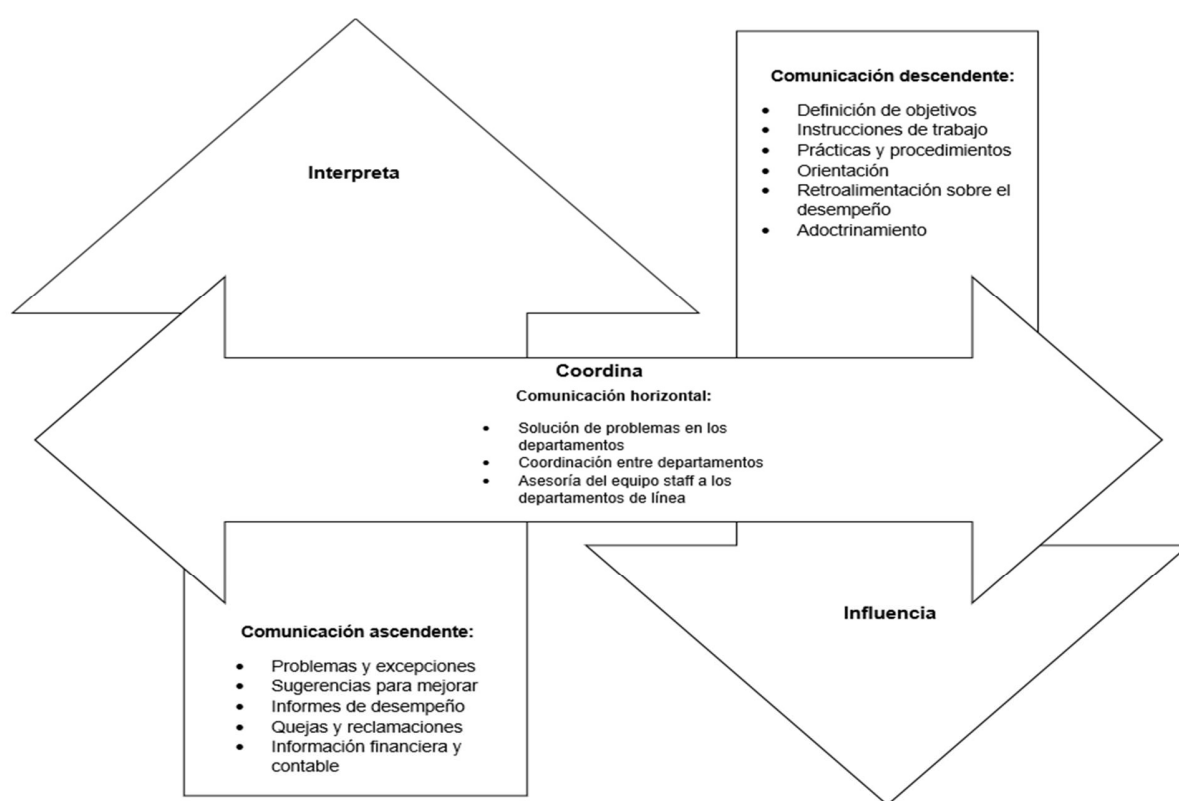 Interpreta
Comunicación descendente:
• Definición de objetivos
• Instrucciones de trabajo
• Prácticas y procedimientos
• Orientación
• Retroalimentación sobre el
desempeño
• Adoctrinamiento
Coordina
Comunicación horizontal:
• Solución de problemas en los
departamentos
• Coordinación entre departamentos
• Asesoría del equipo staff a los
departamentos de línea
Comunicación ascendente:
• Problemas y excepciones
• Sugerencias para mejorar
• Informes de desempeño
• Quejas y reclamaciones
• Información financiera y
contable
Influencia